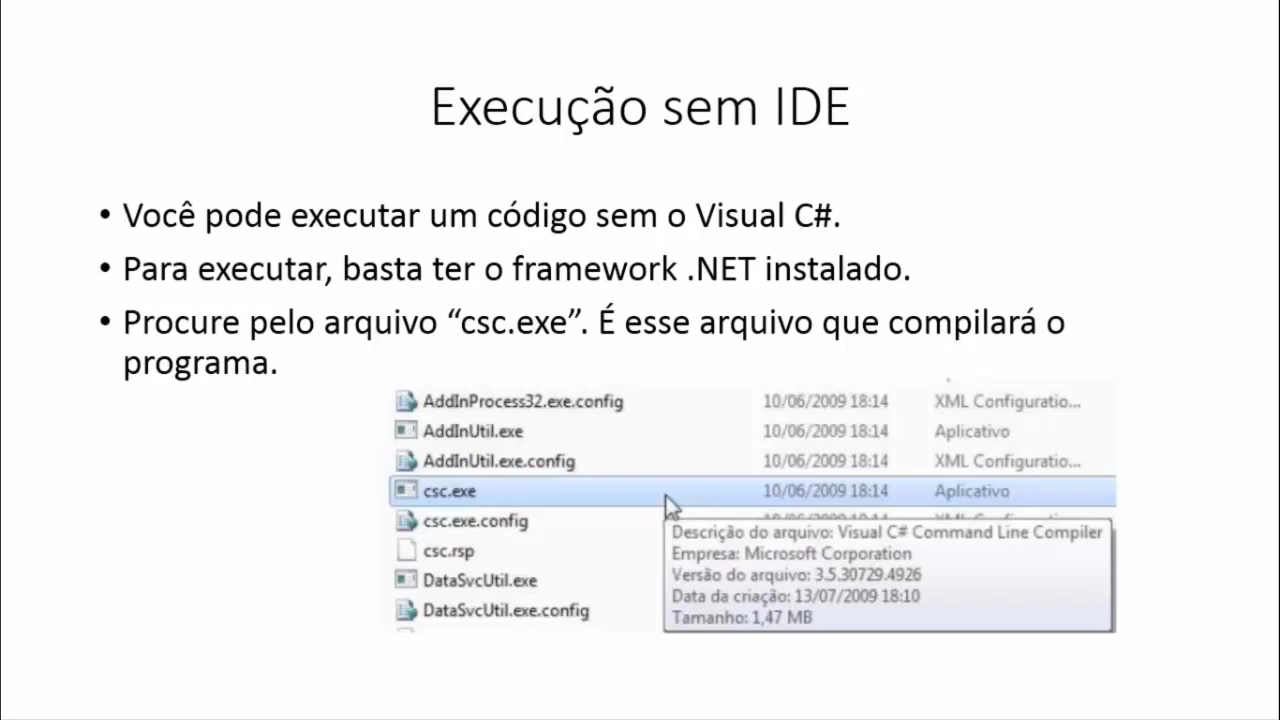 Execução sem IDE
• Você pode executar um código sem o Visual C#.
• Para executar, basta ter o framework .NET instalado.
• Procure pelo arquivo “csc.exe”. É esse arquivo que compilará o
programa.
AddInProcess32.exe.config 10/06/2009 18:14 XML Configuratio...
AddInUtil.exe 10/06/2009 18:14 Aplicativo
AddInUtil.exe.config 10/06/2009 18:14 XML Configuratio...
csc.exe 10/06/2009 18:14 Aplicativo
csc.exe.config
csc.rsp
DataSvcUtil.exe
DataSvcUtil.exe.config
Descrição do arquivo: Visual C# Command Line Compiler
Empresa: Microsoft Corporation
Versão do arquivo: 3.5.30729.4926
Data da criação: 13/07/2009 18:10
Tamanho: 1,47 MB